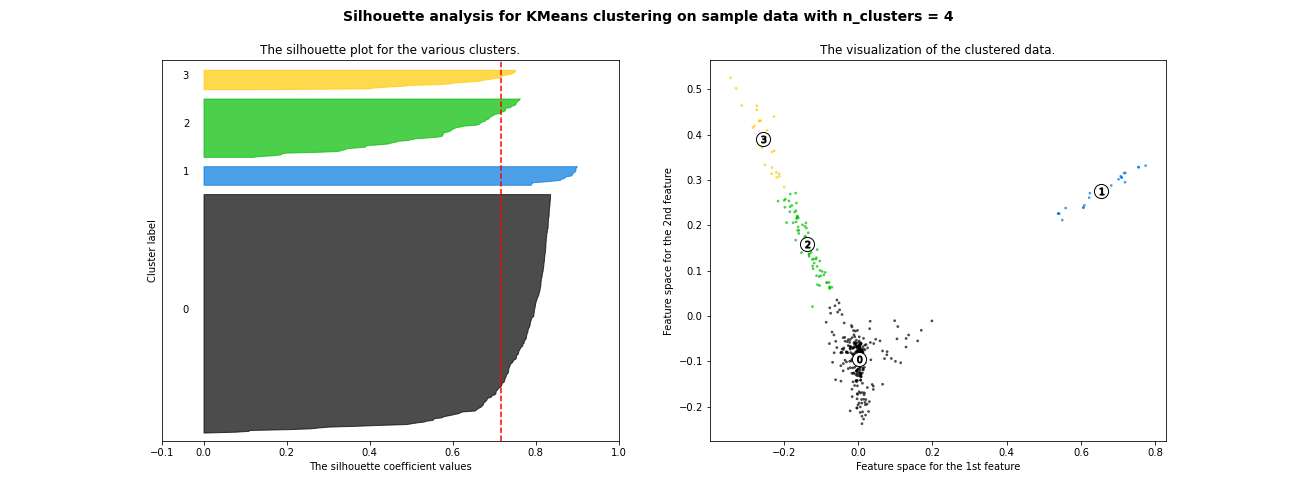 Silhouette analysis for KMeans clustering on sample data with n_clusters = 4
The silhouette plot for the various clusters.
3
2
1
0
Cluster label
−0.1 0.0 0.2 0.4 0.6 0.8 1.0
The silhouette coefficient values
The visualization of the clustered data.
0.5
0.4
0.3
0.2
0.1
0.0
−0.1
−0.2
Feature space for the 2nd feature
3
1
2
0
−0.2 0.0 0.2 0.4 0.6 0.8
Feature space for the 1st feature